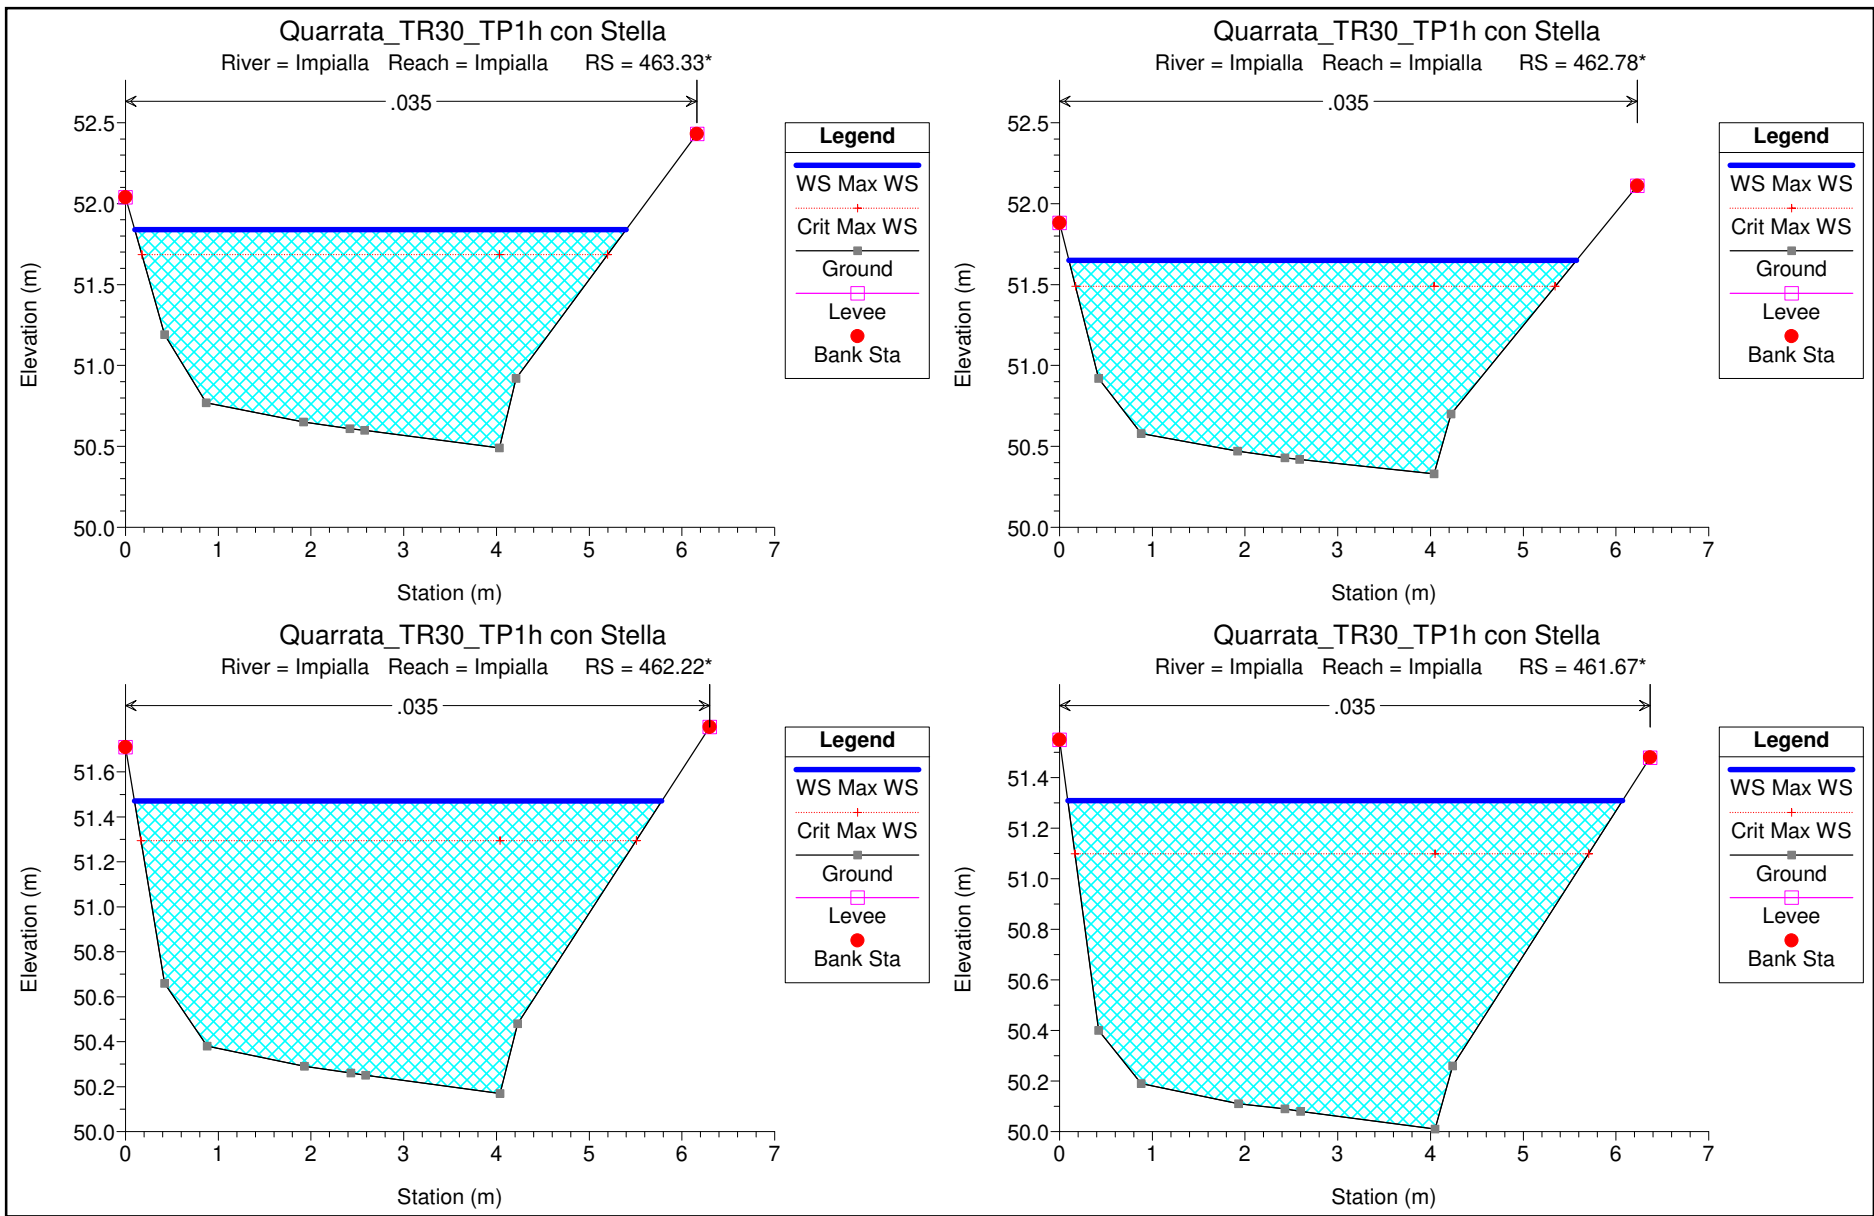 Quarrata_TR30_TP1h con Stella
River = Impialla Reach = Impialla RS = 463.33*
.035
52.5
52.0
51.5
51.0
50.5
50.0
0 1 2 3 4 5 6 7
Elevation (m)
Station (m)
Legend
WS Max WS
Crit Max WS
Ground
Levee
Bank Sta
Quarrata_TR30_TP1h con Stella
River = Impialla Reach = Impialla RS = 462.78*
.035
52.5
52.0
51.5
51.0
50.5
50.0
0 1 2 3 4 5 6 7
Elevation (m)
Station (m)
Legend
WS Max WS
Crit Max WS
Ground
Levee
Bank Sta
Quarrata_TR30_TP1h con Stella
River = Impialla Reach = Impialla RS = 462.22*
.035
51.6
51.4
51.2
51.0
50.8
50.6
50.4
50.2
50.0
0 1 2 3 4 5 6 7
Elevation (m)
Station (m)
Legend
WS Max WS
Crit Max WS
Ground
Levee
Bank Sta
Quarrata_TR30_TP1h con Stella
River = Impialla Reach = Impialla RS = 461.67*
.035
51.4
51.2
51.0
50.8
50.6
50.4
50.2
50.0
0 1 2 3 4 5 6 7
Elevation (m)
Station (m)
Legend
WS Max WS
Crit Max WS
Ground
Levee
Bank Sta